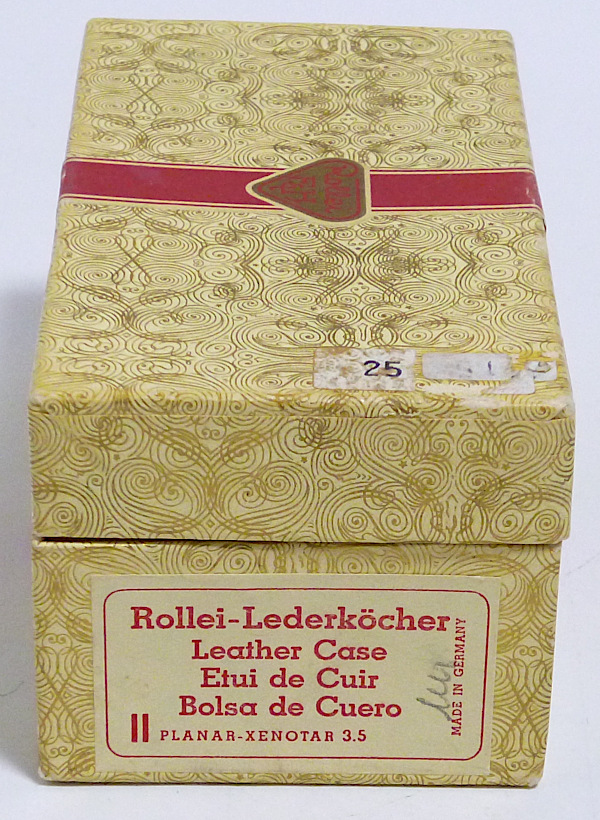 25
1
Rollei-Lederköcher
Leather Case
Etui de Cuir
Bolsa de Cuero
II PLANAR-XENOTAR 3.5
MADE IN GERMANY